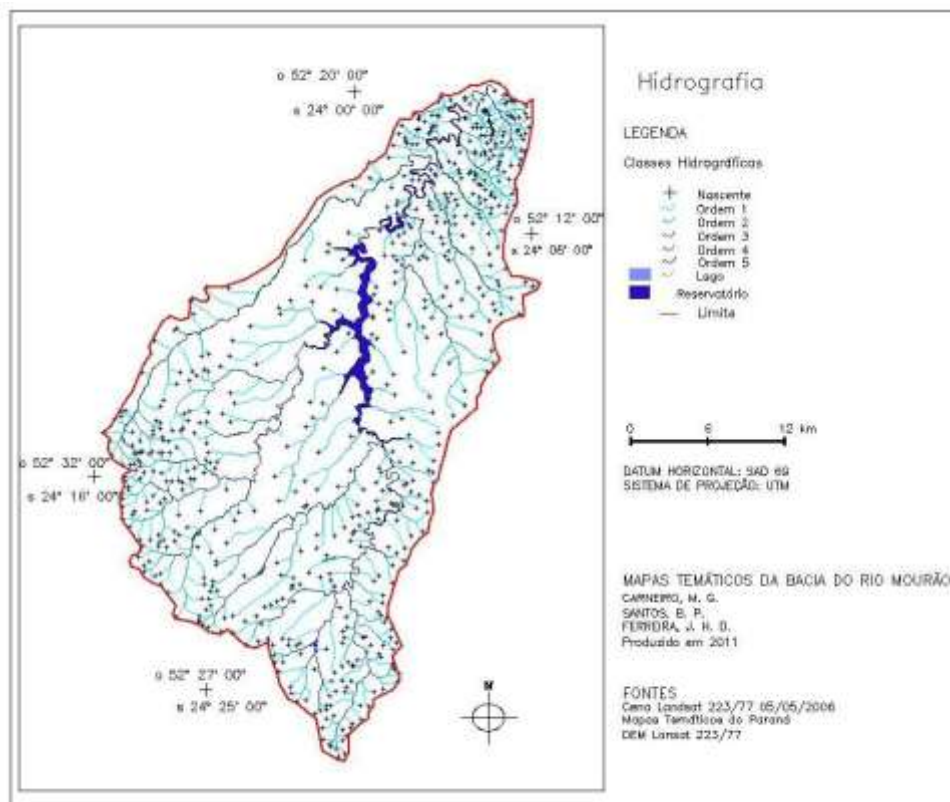 o 52° 20' 00"
s 24° 00' 00"
o 52° 12' 00"
s 24° 06' 00"
o 52° 32' 00"
s 24° 16' 00"
o 52° 27' 00"
s 24° 25' 00"
N
Hidrografia
LEGENDA
Classes Hidrográficas
Nascente
Ordem 1
Ordem 2
Ordem 3
Ordem 4
Ordem 5
Lago
Reservatório
Limite
0 6 12 km
DATUM HORIZONTAL: SAD 69
SISTEMA DE PROJEÇÃO: UTM
MAPAS TEMÁTICOS DA BACIA DO RIO MOURÃO
CARNEIRO, M. G.
SANTOS, B. P.
FERREIRA, J. H. D.
Produzido em 2011
FONTES
Cena Landsat 223/77 05/05/2006
Mapas Temáticos do Paraná
DEM Lansat 223/77